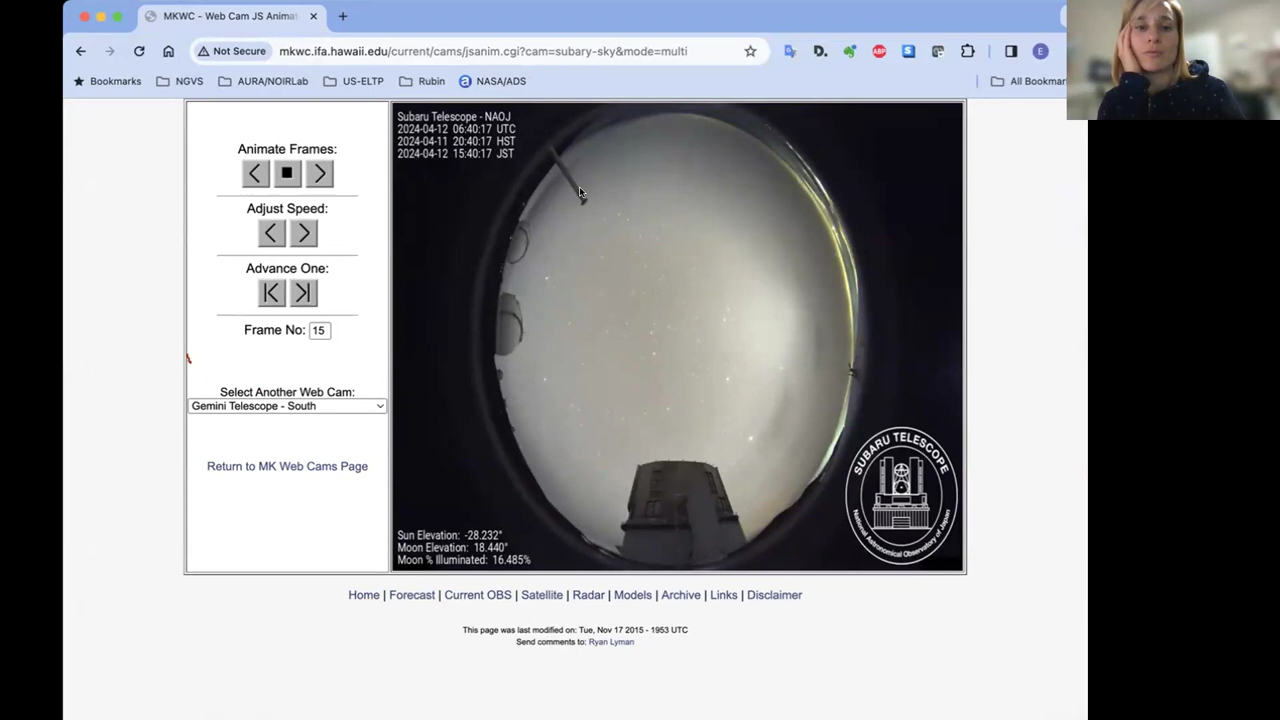 MKWC - Web Cam JS Animat
Not Secure
mkwc.ifa.hawaii.edu/current/cams/jsanim.cgi?cam=subary-sky&mode=multi
D.
ABP
S
E
Bookmarks
NGVS
AURA/NOIRLab
US-ELTP
Rubin
a
NASA/ADS
All Bookmar
Animate Frames:
Adjust Speed:
Advance One:
Frame No: 15
Select Another Web Cam:
Gemini Telescope - South
Return to MK Web Cams Page
Subaru Telescope - NAOJ
2024-04-12 06:40:17 UTC
2024-04-11 20:40:17 HST
2024-04-12 15:40:17 JST
Sun Elevation: -28.232°
Moon Elevation: 18.440°
Moon % Illuminated: 16.485%
SUBARU TELESCOPE
National Astronomical Observatory of Japan
Home | Forecast | Current OBS | Satellite | Radar | Models | Archive | Links | Disclaimer
This page was last modified on: Tue, Nov 17 2015 - 1953 UTC
Send comments to: Ryan Lyman